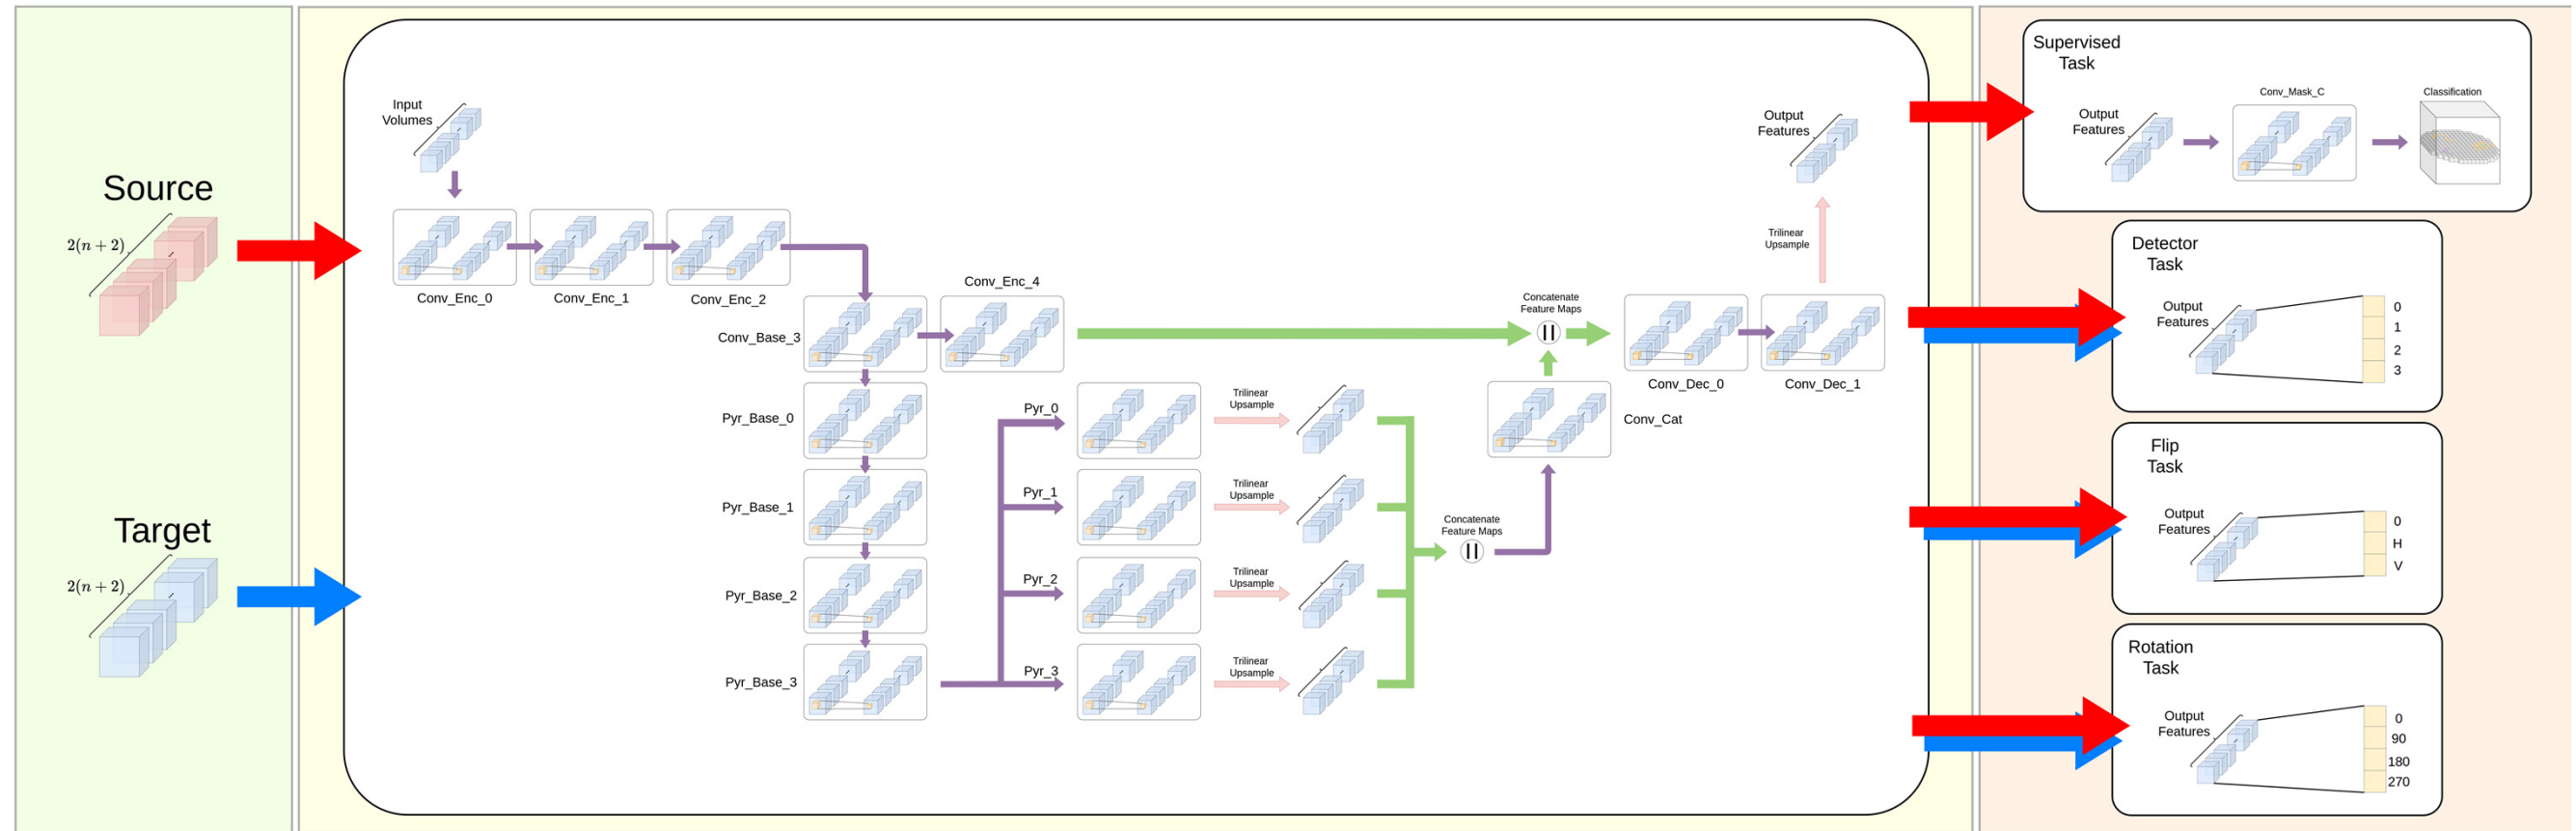 Source
2(n + 2)
Target
2(n + 2)
Input
Volumes
Conv_Enc_0
Conv_Enc_1
Conv_Enc_2
Conv_Base_3
Conv_Enc_4
Pyr_Base_0
Pyr_Base_1
Pyr_Base_2
Pyr_Base_3
Pyr_0
Pyr_1
Pyr_2
Pyr_3
Trilinear
Upsample
Trilinear
Upsample
Trilinear
Upsample
Trilinear
Upsample
Concatenate
Feature Maps
||
Conv_Cat
Concatenate
Feature Maps
||
Conv_Dec_0
Conv_Dec_1
Trilinear
Upsample
Output
Features
Supervised
Task
Output
Features
Conv_Mask_C
Classification
Detector
Task
Output
Features
0
1
2
3
Flip
Task
Output
Features
0
H
V
Rotation
Task
Output
Features
0
90
180
270